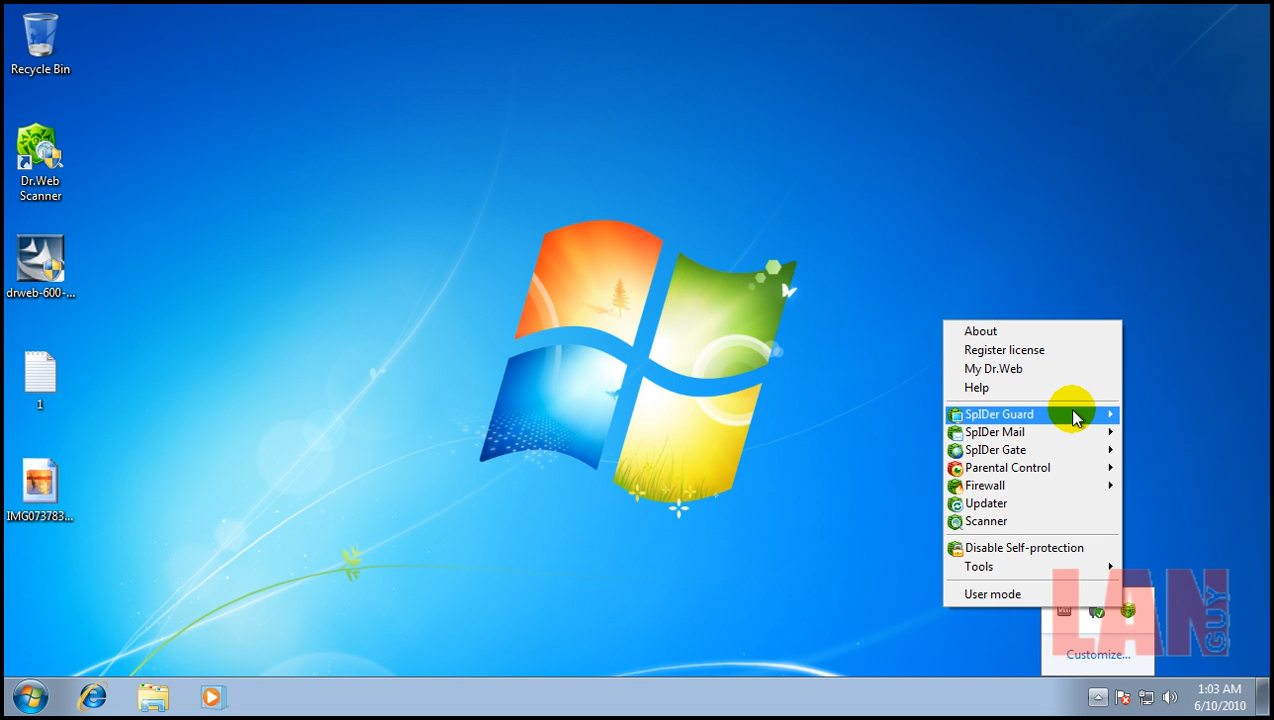 Recycle Bin
Dr.Web
Scanner
drweb-600-...
1
IMG073783...
About
Register license
My Dr.Web
Help
SpIDer Guard
SpIDer Mail
SpIDer Gate
Parental Control
Firewall
Updater
Scanner
Disable Self-protection
Tools
User mode
LAN
GUY
Customize...
1:03 AM
6/10/2010